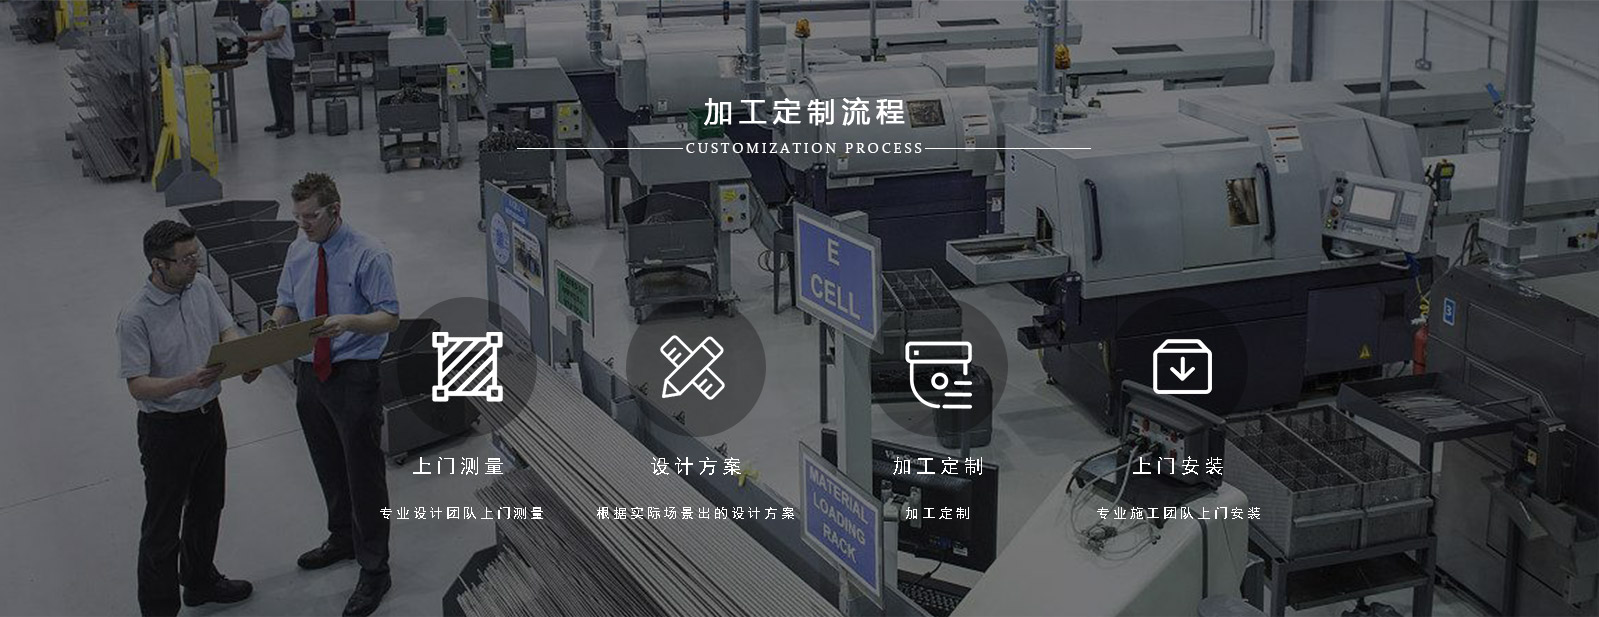 加工定制流程
CUSTOMIZATION PROCESS
E
CELL
3
上门测量
设计方案
加工定制
上门安装
专业设计团队上门测量
根据实际场景出的设计方案
加工定制
专业施工团队上门安装
MATERIAL
LOADING
RACK